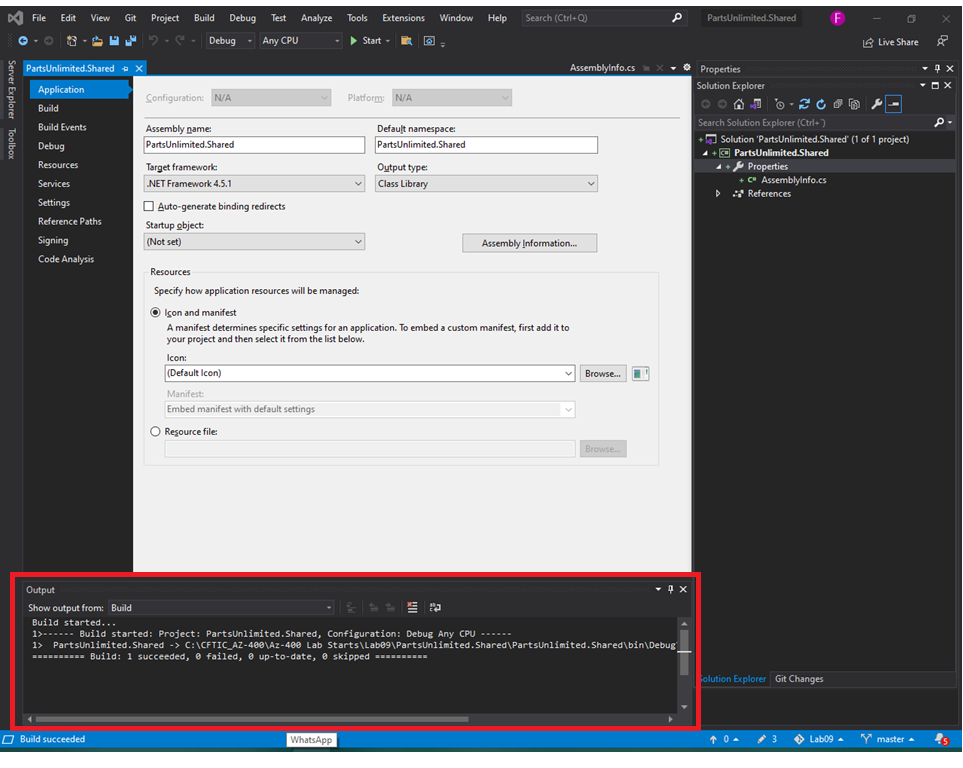 File Edit View Git Project Build Debug Test Analyze Tools Extensions Window Help Search (Ctrl+Q) PartsUnlimited.Shared F
Debug Any CPU Start Live Share
Server Explorer
Toolbox
PartsUnlimited.Shared AssemblyInfo.cs
Application
Build
Build Events
Debug
Resources
Services
Settings
Reference Paths
Signing
Code Analysis
Configuration: N/A Platform: N/A
Assembly name: Default namespace:
PartsUnlimited.Shared PartsUnlimited.Shared
Target framework: Output type:
.NET Framework 4.5.1 Class Library
Auto-generate binding redirects
Startup object:
(Not set) Assembly Information...
Resources
Specify how application resources will be managed:
Icon and manifest
A manifest determines specific settings for an application. To embed a custom manifest, first add it to
your project and then select it from the list below.
Icon:
(Default Icon) Browse...
Manifest:
Embed manifest with default settings
Resource file:
Browse...
Properties
Solution Explorer
Search Solution Explorer (Ctrl+¨)
Solution 'PartsUnlimited.Shared' (1 of 1 project)
PartsUnlimited.Shared
Properties
AssemblyInfo.cs
References
Solution Explorer Git Changes
Output
Show output from: Build
Build started...
1>------ Build started: Project: PartsUnlimited.Shared, Configuration: Debug Any CPU ------
1> PartsUnlimited.Shared -> C:\CFTIC_AZ-400\Az-400 Lab Starts\Lab09\PartsUnlimited.Shared\PartsUnlimited.Shared\bin\Debug
========== Build: 1 succeeded, 0 failed, 0 up-to-date, 0 skipped ==========
Build succeeded WhatsApp 0 3 Lab09 master 5